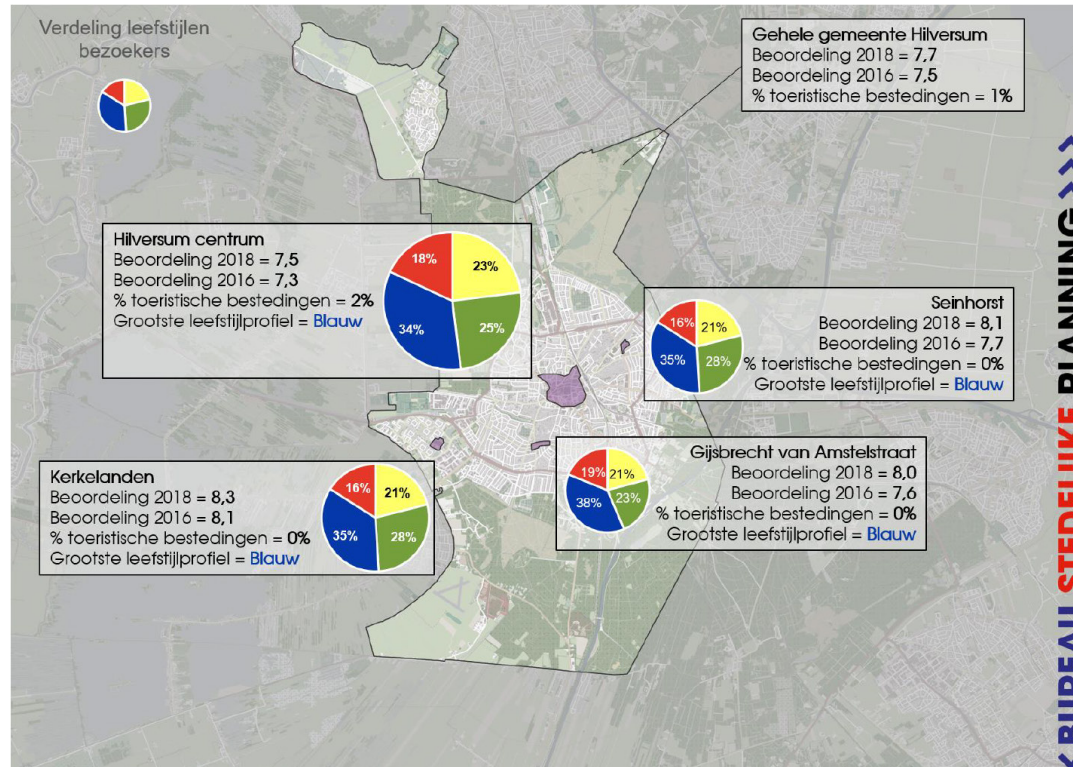 Verdeling leefstijlen
bezoekers
Gehele gemeente Hilversum
Beoordeling 2018 = 7,7
Beoordeling 2016 = 7,5
% toeristische bestedingen = 1%
Hilversum centrum
Beoordeling 2018 = 7,5
Beoordeling 2016 = 7,3
% toeristische bestedingen = 2%
Grootste leefstijlprofiel = Blauw
18%
23%
34%
25%
Seinhorst
Beoordeling 2018 = 8,1
Beoordeling 2016 = 7,7
% toeristische bestedingen = 0%
Grootste leefstijlprofiel = Blauw
16%
21%
35%
28%
Kerkelanden
Beoordeling 2018 = 8,3
Beoordeling 2016 = 8,1
% toeristische bestedingen = 0%
Grootste leefstijlprofiel = Blauw
16%
21%
35%
28%
Gijsbrecht van Amstelstraat
Beoordeling 2018 = 8,0
Beoordeling 2016 = 7,6
% toeristische bestedingen = 0%
Grootste leefstijlprofiel = Blauw
19%
21%
38%
23%
BUREAU STEDELIJKE PLANNING >>>